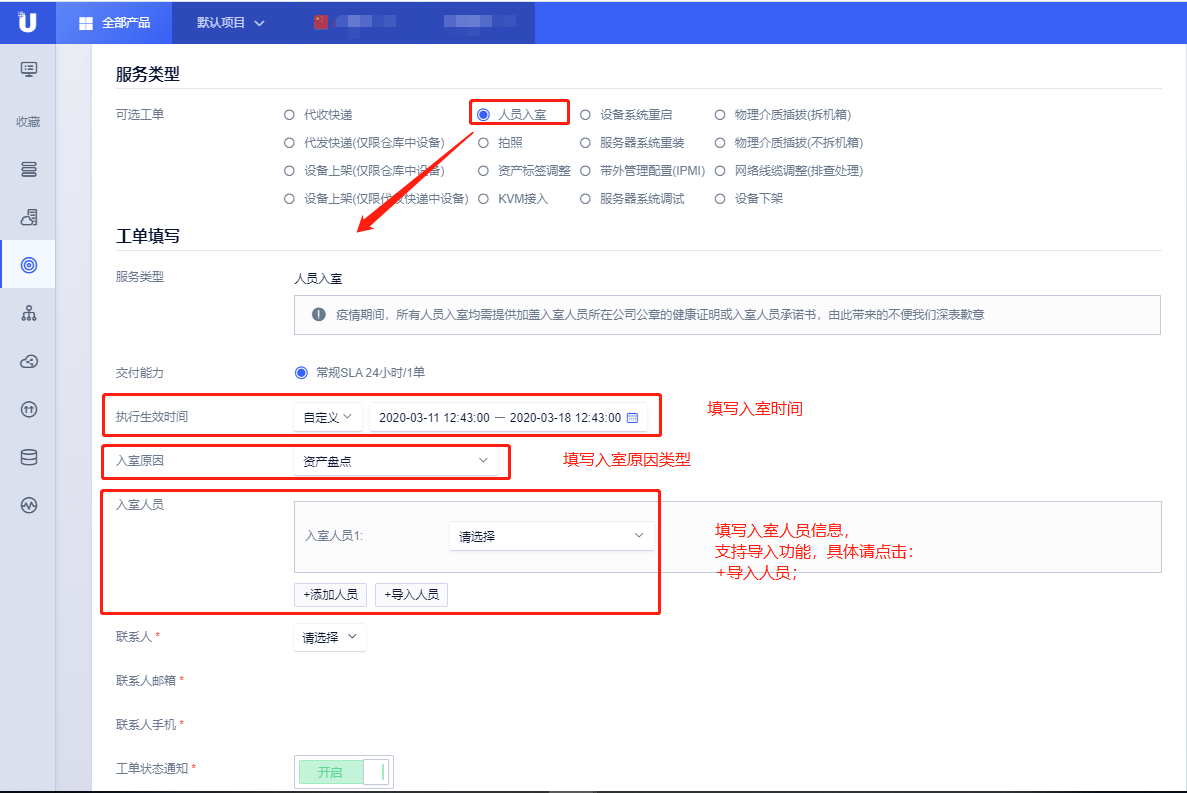 全部产品 默认项目
收藏
服务类型
可选工单 代收快递 人员入室 设备系统重启 物理介质插拔(拆机箱)
代发快递(仅限仓库中设备) 拍照 服务器系统重装 物理介质插拔(不拆机箱)
设备上架(仅限仓库中设备) 资产标签调整 带外管理配置(IPMI) 网络线缆调整(排查处理)
设备上架(仅限代收快递中设备) KVM接入 服务器系统调试 设备下架
工单填写
服务类型 人员入室
疫情期间，所有人员入室均需提供加盖入室人员所在公司公章的健康证明或入室人员承诺书，由此带来的不便我们深表歉意
交付能力 常规SLA 24小时/1单
执行生效时间 自定义 2020-03-11 12:43:00 — 2020-03-18 12:43:00 填写入室时间
入室原因 资产盘点 填写入室原因类型
入室人员
入室人员1: 请选择
填写入室人员信息，
支持导入功能，具体请点击：
+导入人员；
+添加人员 +导入人员
联系人 * 请选择
联系人邮箱 *
联系人手机 *
工单状态通知 * 开启